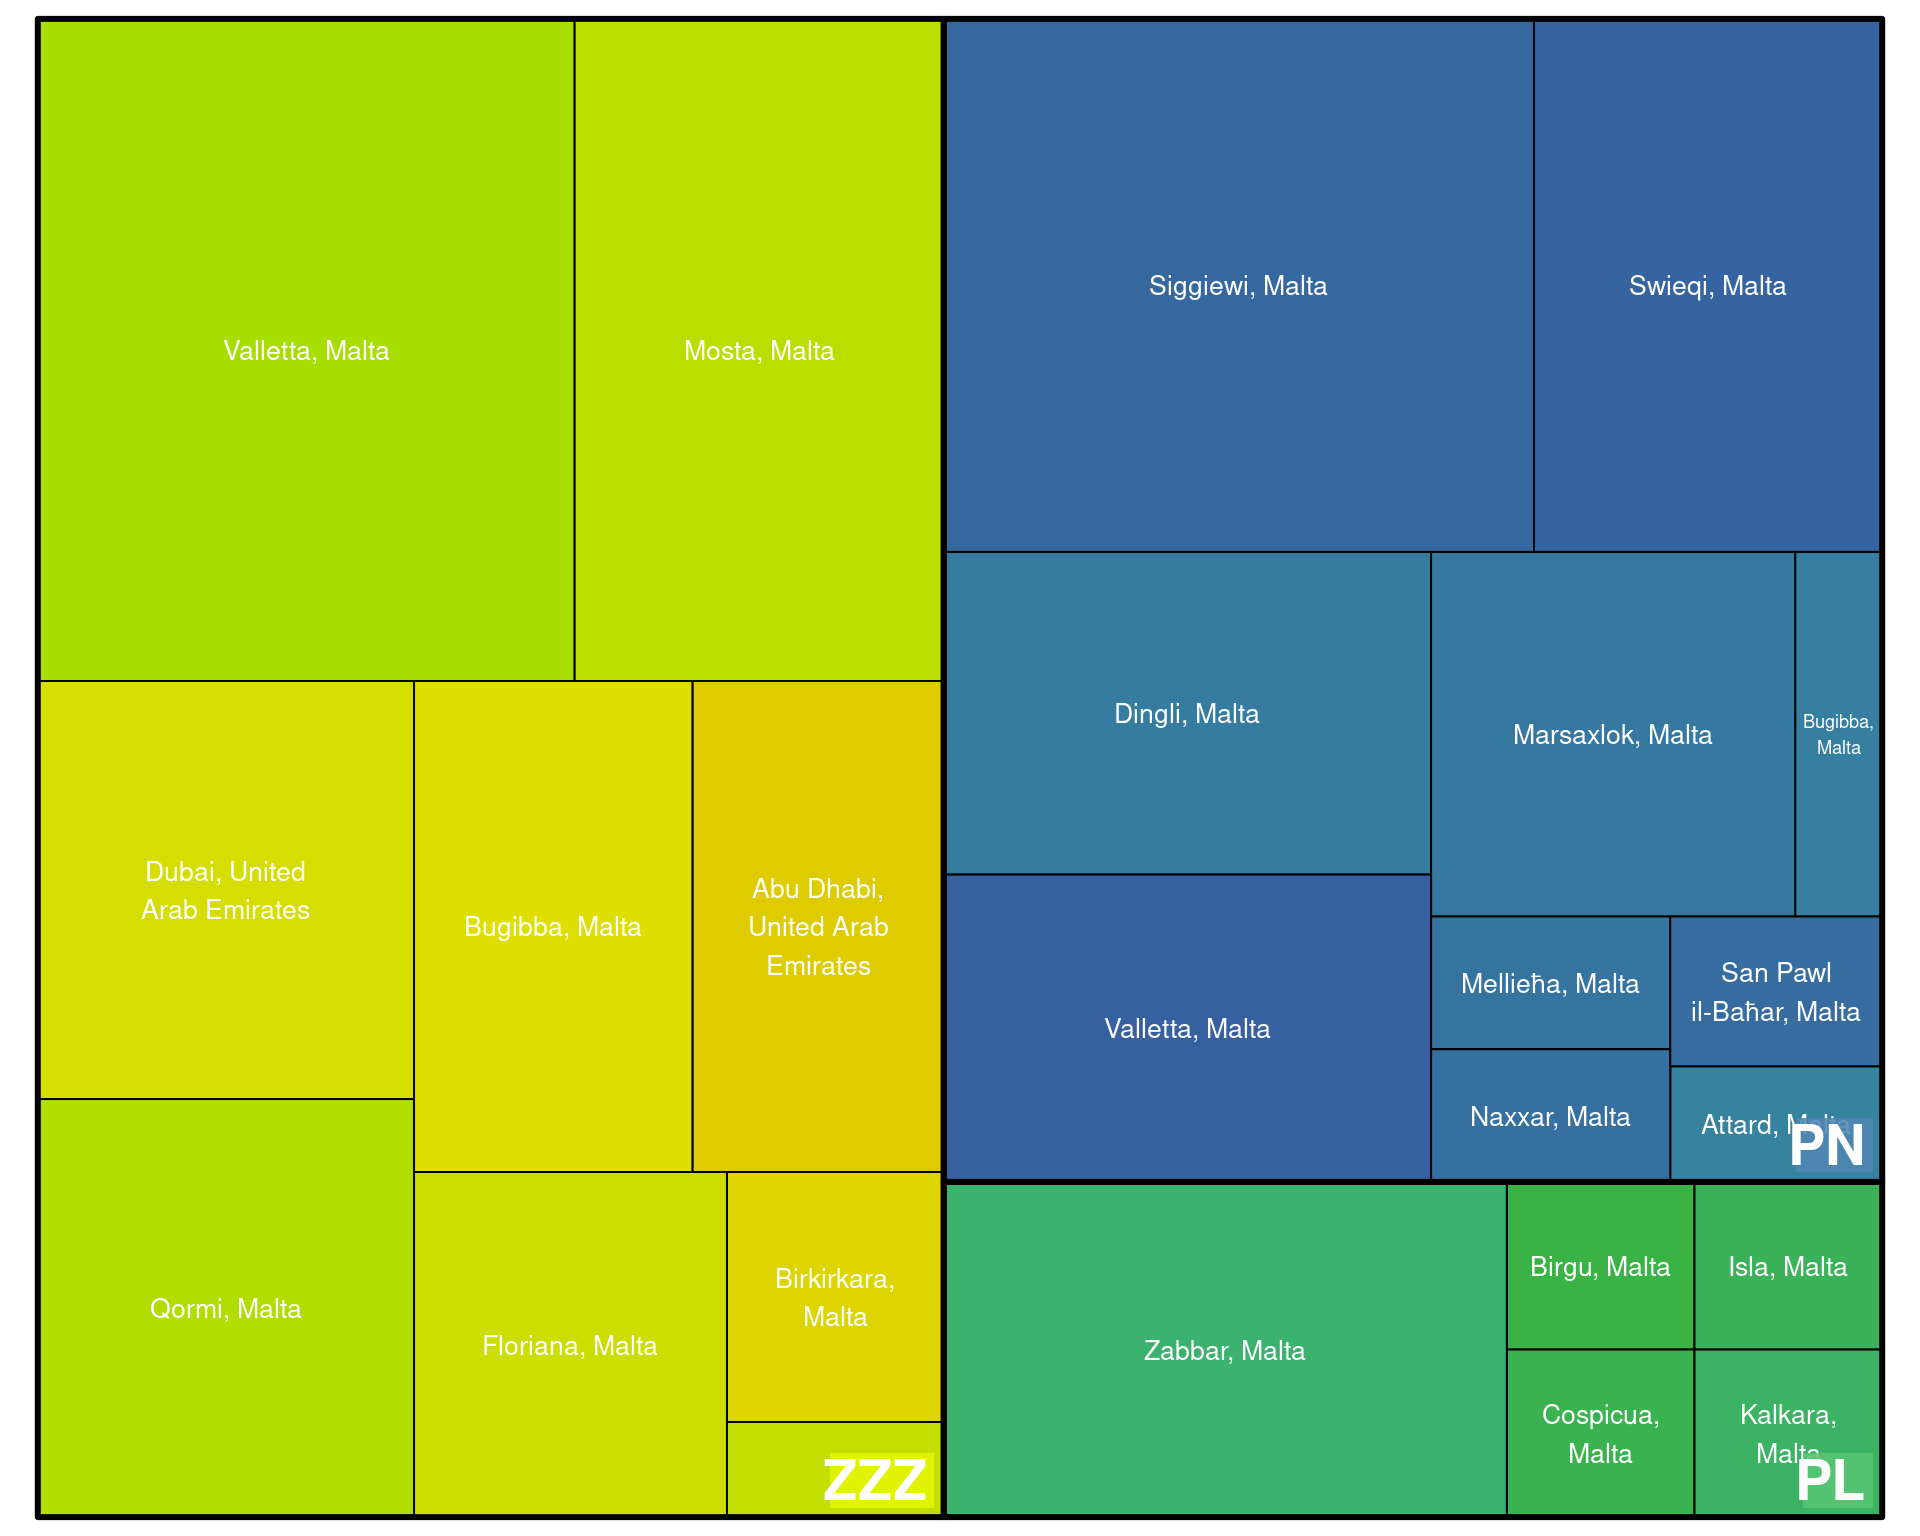 Valletta, Malta
Mosta, Malta
Dubai, United
Arab Emirates
Bugibba, Malta
Abu Dhabi,
United Arab
Emirates
Qormi, Malta
Floriana, Malta
Birkirkara,
Malta
ZZZ
Siggiewi, Malta
Swieqi, Malta
Dingli, Malta
Marsaxlok, Malta
Bugibba,
Malta
Valletta, Malta
Mellieħa, Malta
San Pawl
il-Baħar, Malta
Naxxar, Malta
Attard, Malta
PN
Zabbar, Malta
Birgu, Malta
Isla, Malta
Cospicua,
Malta
Kalkara,
Malta
PL